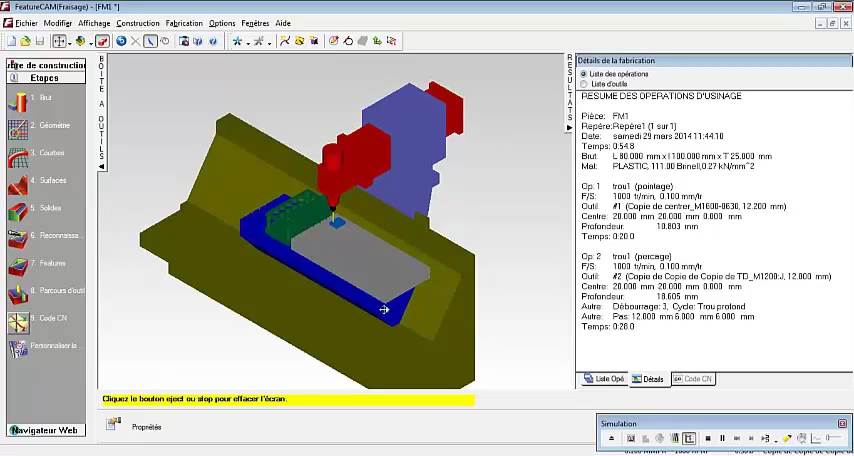 FeatureCAM(Fraisage) - [FM1 *]
Fichier Modifier Affichage Construction Fabrication Options Fenêtres Aide
BOITE A OUTILS
RESULTATS
Etapes
1. Brut
2. Géométrie
3. Courbes
4. Surfaces
5. Solides
6. Reconnaiss...
7. Features
8. Parcours d'outil
9. Code CN
Personnaliser la ...
Navigateur Web
Cliquez le bouton eject ou stop pour effacer l'écran.
Propriétés
Détails de la fabrication
Liste des opérations
Liste d'outils
RESUME DES OPERATIONS D'USINAGE
Pièce: FM1
Repère:Repère1 (1 sur 1)
Date: samedi 29 mars 2014 11:44:10
Temps: 0:54.8
Brut: L 80.000 mm x l 100.000 mm x T 25.000 mm
Mat: PLASTIC, 111.00 Brinell,0.27 kN/mm^2
Op: 1 trou1 (pointage)
F/S: 1000 tr/min, 0.100 mm/tr
Outil: #1 (Copie de centrer_M1600-0630, 12.200 mm)
Centre: 20.000 mm 20.000 mm 0.000 mm
Profondeur: 10.803 mm
Temps: 0:20.0
Op: 2 trou1 (percage)
F/S: 1000 tr/min, 0.100 mm/tr
Outil: #2 (Copie de Copie de Copie de TD_M1200:J, 12.000 mm)
Centre: 20.000 mm 20.000 mm 0.000 mm
Profondeur: 18.605 mm
Autre: Débourrage: 3, Cycle: Trou profond
Autre: Pas: 12.000 mm 6.000 mm 6.000 mm
Temps: 0:28.0
Liste Opé. Détails Code CN
Simulation